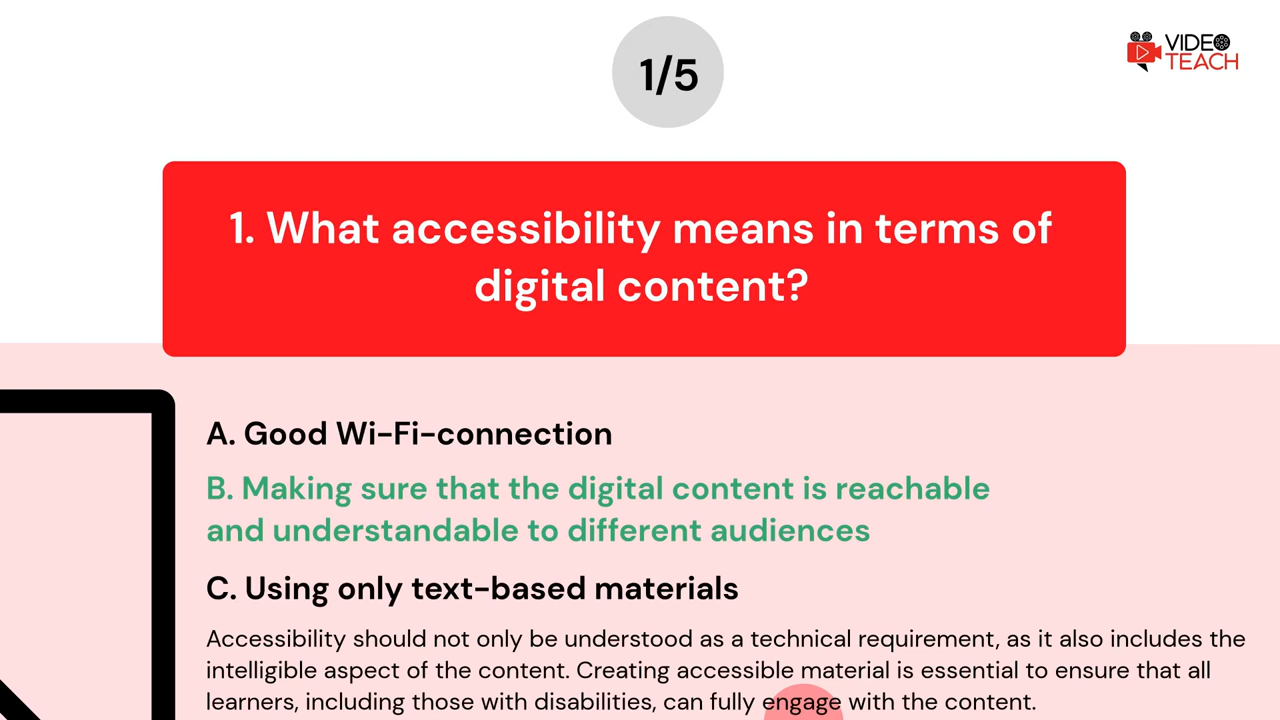 1/5
VIDEO
TEACH
1. What accessibility means in terms of
digital content?
A. Good Wi-Fi-connection
B. Making sure that the digital content is reachable
and understandable to different audiences
C. Using only text-based materials
Accessibility should not only be understood as a technical requirement, as it also includes the
intelligible aspect of the content. Creating accessible material is essential to ensure that all
learners, including those with disabilities, can fully engage with the content.